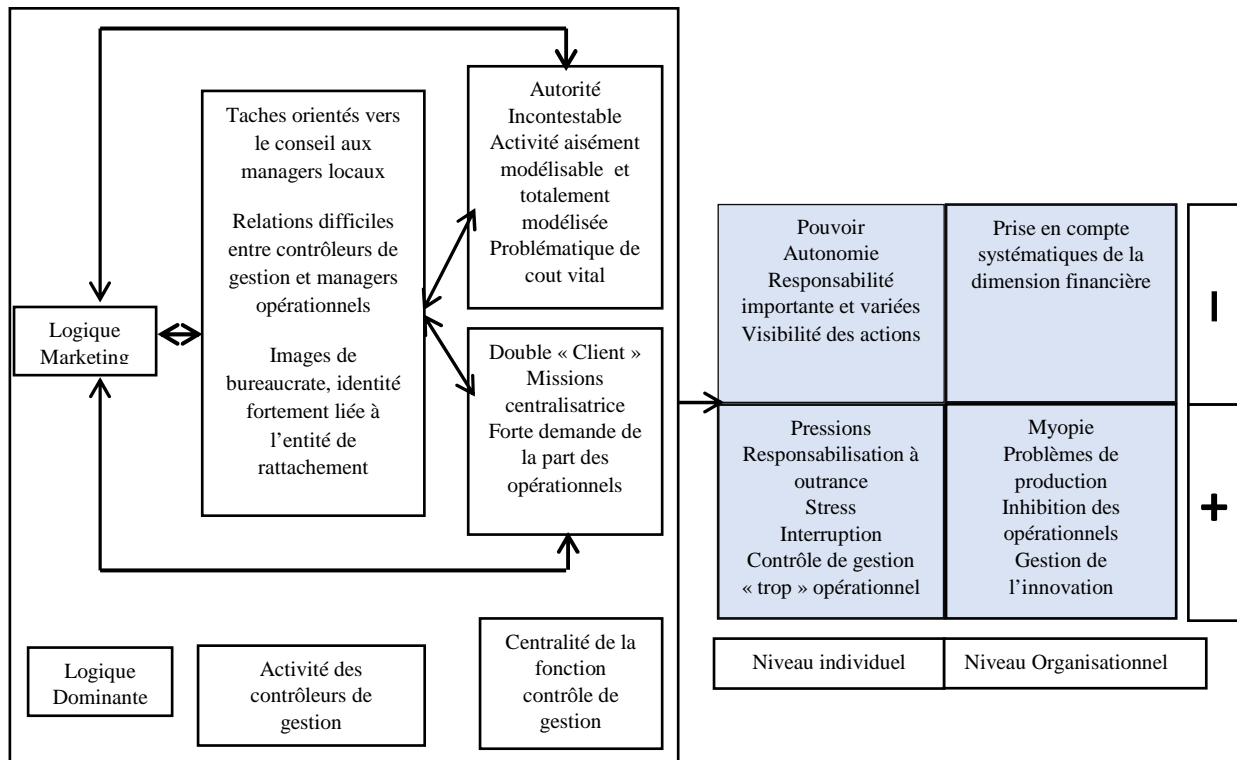 Logique
Marketing
Taches orientés vers
le conseil aux
managers locaux
Relations difficiles
entre contrôleurs de
gestion et managers
opérationnels
Images de
bureaucrate, identité
fortement liée à
l’entité de
rattachement
Autorité
Incontestable
Activité aisément
modélisable et
totalement
modélisée
Problématique de
cout vital
Double « Client »
Missions
centralisatrice
Forte demande de
la part des
opérationnels
Logique
Dominante
Activité des
contrôleurs de
gestion
Centralité de la
fonction
contrôle de
gestion
Pouvoir
Autonomie
Responsabilité
importante et variées
Visibilité des actions
Prise en compte
systématiques de la
dimension financière
-
Pressions
Responsabilisation à
outrance
Stress
Interruption
Contrôle de gestion
« trop » opérationnel
Myopie
Problèmes de
production
Inhibition des
opérationnels
Gestion de
l’innovation
+
Niveau individuel
Niveau Organisationnel